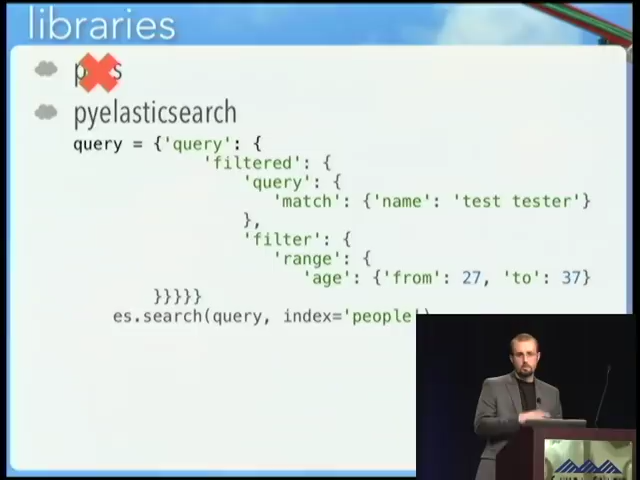 libraries
pyelasticsearch
query = {'query': {
'filtered': {
'query': {
'match': {'name': 'test tester'}
},
'filter': {
'range': {
'age': {'from': 27, 'to': 37}
}}}}}
es.search(query, index='people')